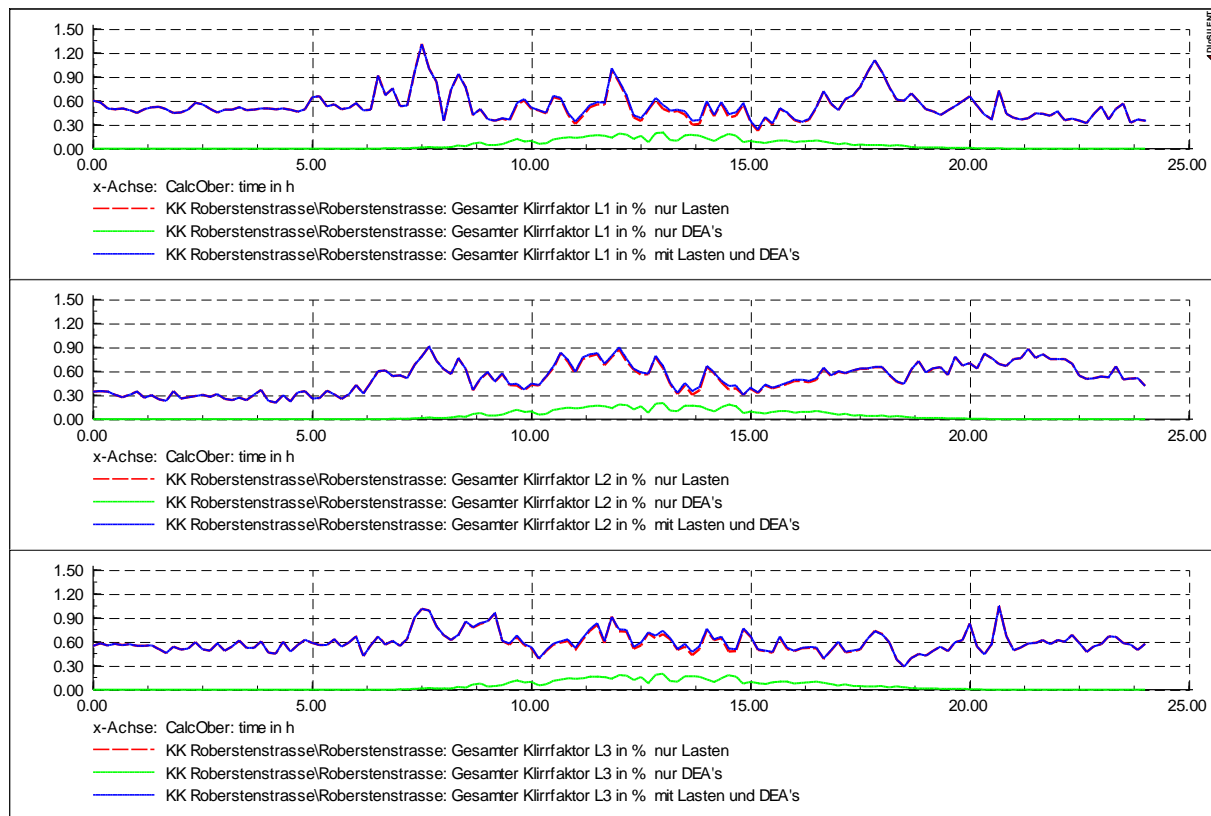 DIgSILENT
1.50
1.20
0.90
0.60
0.30
0.00
0.00 5.00 10.00 15.00 20.00 25.00
x-Achse: CalcOber: time in h
KK Roberstenstrasse\Roberstenstrasse: Gesamter Klirrfaktor L1 in % nur Lasten
KK Roberstenstrasse\Roberstenstrasse: Gesamter Klirrfaktor L1 in % nur DEA's
KK Roberstenstrasse\Roberstenstrasse: Gesamter Klirrfaktor L1 in % mit Lasten und DEA's
1.50
1.20
0.90
0.60
0.30
0.00
0.00 5.00 10.00 15.00 20.00 25.00
x-Achse: CalcOber: time in h
KK Roberstenstrasse\Roberstenstrasse: Gesamter Klirrfaktor L2 in % nur Lasten
KK Roberstenstrasse\Roberstenstrasse: Gesamter Klirrfaktor L2 in % nur DEA's
KK Roberstenstrasse\Roberstenstrasse: Gesamter Klirrfaktor L2 in % mit Lasten und DEA's
1.50
1.20
0.90
0.60
0.30
0.00
0.00 5.00 10.00 15.00 20.00 25.00
x-Achse: CalcOber: time in h
KK Roberstenstrasse\Roberstenstrasse: Gesamter Klirrfaktor L3 in % nur Lasten
KK Roberstenstrasse\Roberstenstrasse: Gesamter Klirrfaktor L3 in % nur DEA's
KK Roberstenstrasse\Roberstenstrasse: Gesamter Klirrfaktor L3 in % mit Lasten und DEA's